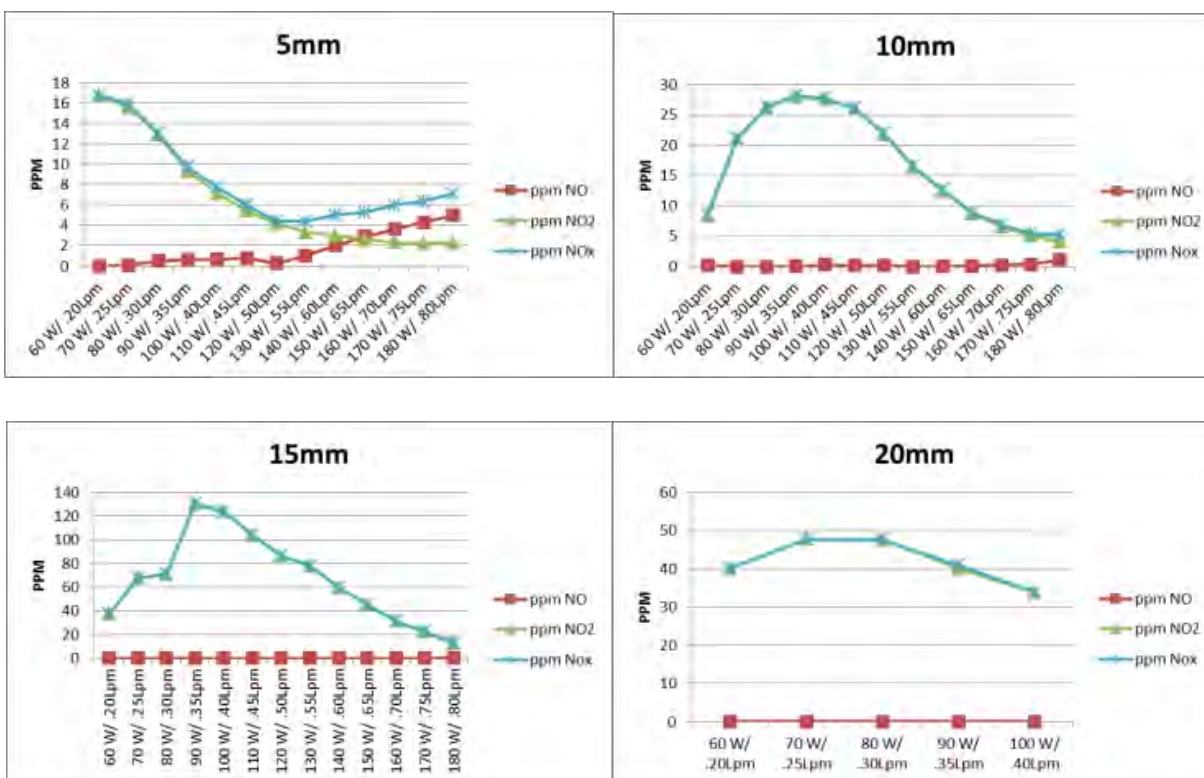 5mm
18
16
14
12
10
8
6
4
2
0
PPM
60 W/ .20Lpm
70 W/ .25Lpm
80 W/ .30Lpm
90 W/ .35Lpm
100 W/ .40Lpm
110 W/ .45Lpm
120 W/ .50Lpm
130 W/ .55Lpm
140 W/ .60Lpm
150 W/ .65Lpm
160 W/ .70Lpm
170 W/ .75Lpm
180 W/ .80Lpm
ppm NO
ppm NO2
ppm NOx
10mm
30
25
20
15
10
5
0
PPM
60 W/ .20Lpm
70 W/ .25Lpm
80 W/ .30Lpm
90 W/ .35Lpm
100 W/ .40Lpm
110 W/ .45Lpm
120 W/ .50Lpm
130 W/ .55Lpm
140 W/ .60Lpm
150 W/ .65Lpm
160 W/ .70Lpm
170 W/ .75Lpm
180 W/ .80Lpm
ppm NO
ppm NO2
ppm Nox
15mm
140
120
100
80
60
40
20
0
PPM
60 W/ .20Lpm
70 W/ .25Lpm
80 W/ .30Lpm
90 W/ .35Lpm
100 W/ .40Lpm
110 W/ .45Lpm
120 W/ .50Lpm
130 W/ .55Lpm
140 W/ .60Lpm
150 W/ .65Lpm
160 W/ .70Lpm
170 W/ .75Lpm
180 W/ .80Lpm
ppm NO
ppm NO2
ppm Nox
20mm
60
50
40
30
20
10
0
PPM
60 W/
.20Lpm
70 W/
.25Lpm
80 W/
.30Lpm
90 W/
.35Lpm
100 W/
.40Lpm
ppm NO
ppm NO2
ppm Nox